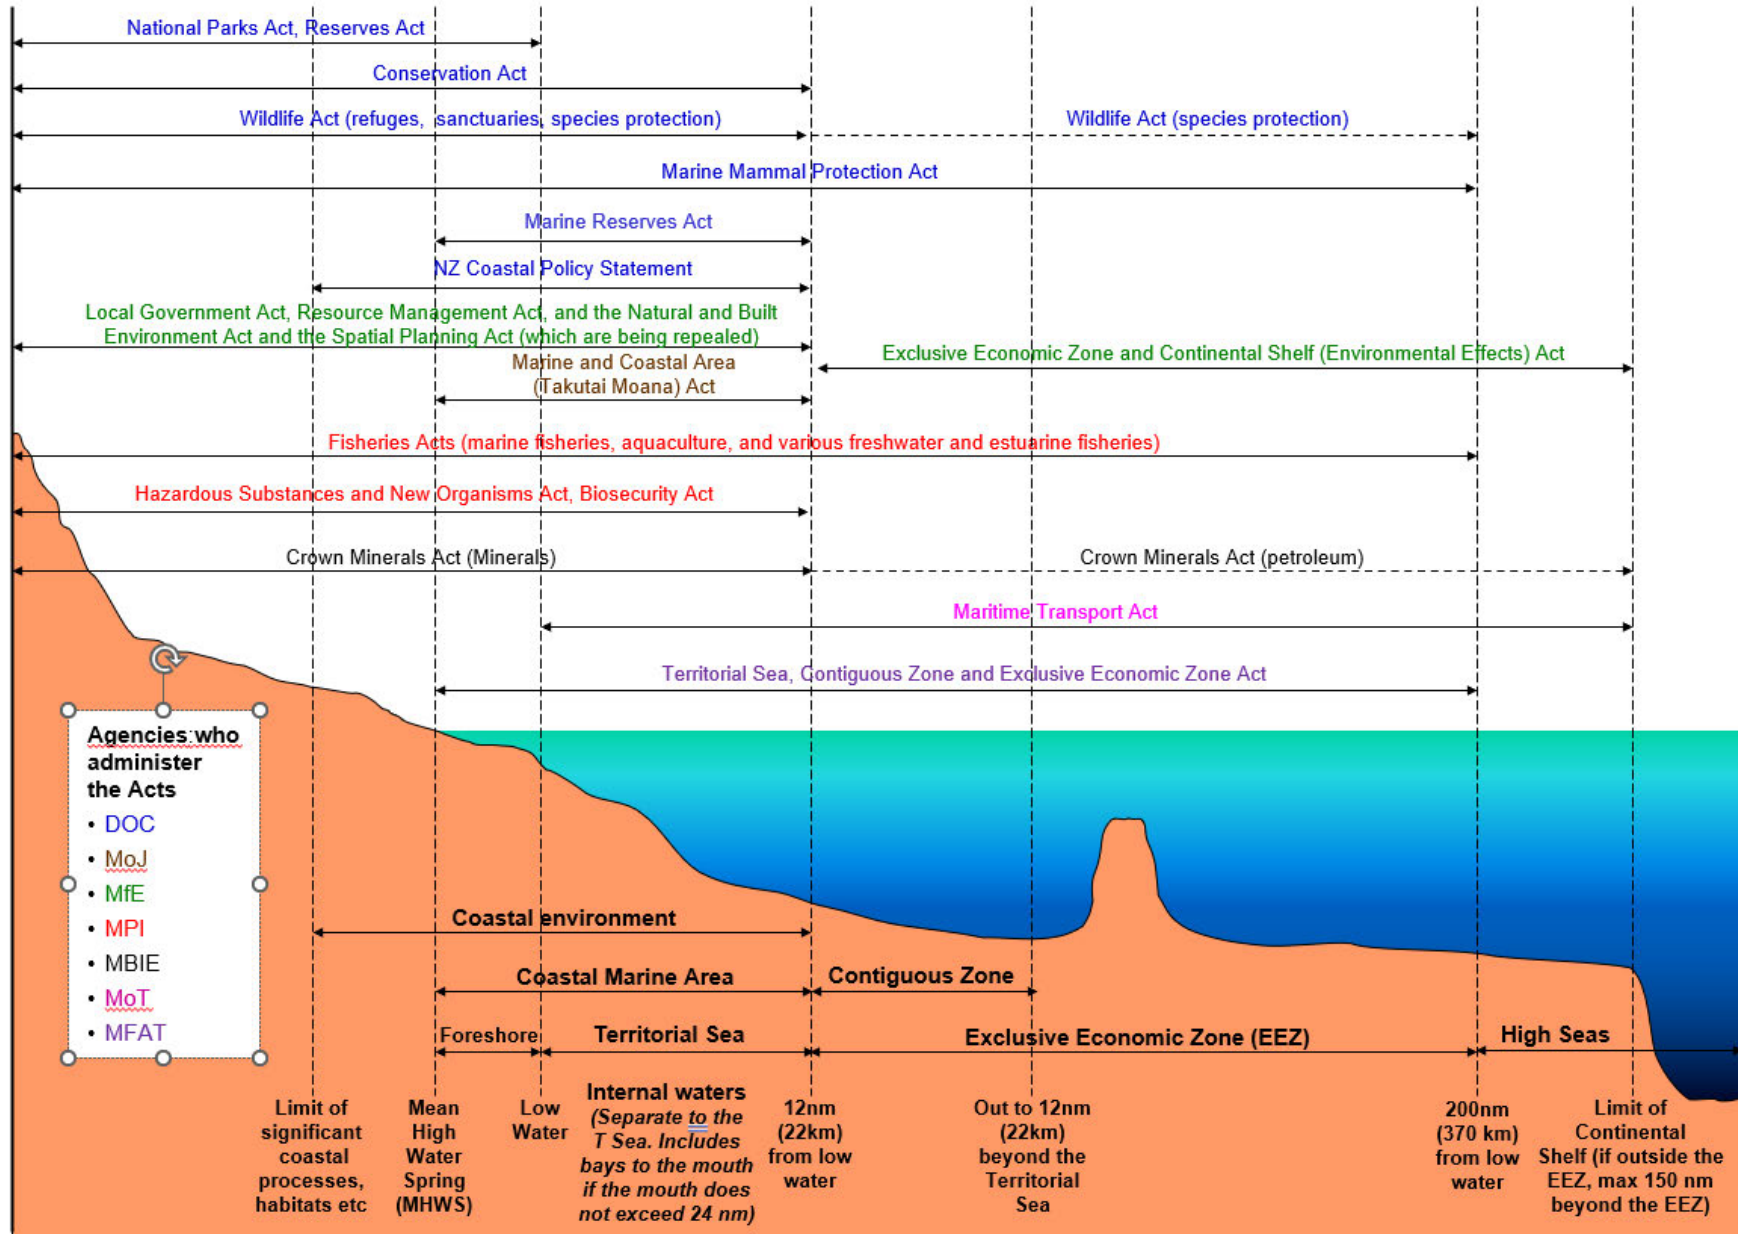 National Parks Act, Reserves Act
Conservation Act
Wildlife Act (refuges, sanctuaries, species protection)
Wildlife Act (species protection)
Marine Mammal Protection Act
Marine Reserves Act
NZ Coastal Policy Statement
Local Government Act, Resource Management Act, and the Natural and Built
Environment Act and the Spatial Planning Act (which are being repealed)
Exclusive Economic Zone and Continental Shelf (Environmental Effects) Act
Marine and Coastal Area
(Takutai Moana) Act
Fisheries Acts (marine fisheries, aquaculture, and various freshwater and estuarine fisheries)
Hazardous Substances and New Organisms Act, Biosecurity Act
Crown Minerals Act (Minerals)
Crown Minerals Act (petroleum)
Maritime Transport Act
Territorial Sea, Contiguous Zone and Exclusive Economic Zone Act
Agencies:who
administer
the Acts
• DOC
• MoJ
• MfE
• MPI
• MBIE
• MoT
• MFAT
Coastal environment
Coastal Marine Area
Contiguous Zone
Foreshore
Territorial Sea
Exclusive Economic Zone (EEZ)
High Seas
Limit of
significant
coastal
processes,
habitats etc
Mean
High
Water
Spring
(MHWS)
Low
Water
Internal waters
(Separate to the
T Sea. Includes
bays to the mouth
if the mouth does
not exceed 24 nm)
12nm
(22km)
from low
water
Out to 12nm
(22km)
beyond the
Territorial
Sea
200nm
(370 km)
from low
water
Limit of
Continental
Shelf (if outside the
EEZ, max 150 nm
beyond the EEZ)